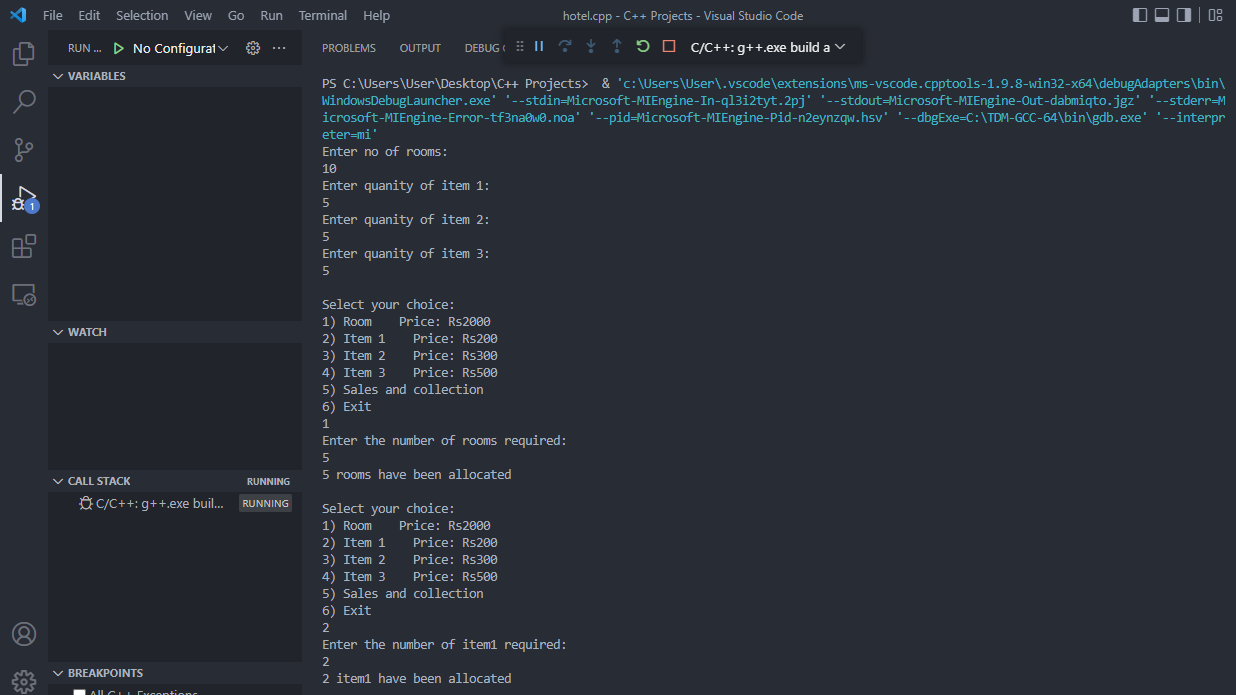 File Edit Selection View Go Run Terminal Help hotel.cpp - C++ Projects - Visual Studio Code
RUN ... No Configurat
PROBLEMS OUTPUT DEBUG C/C++: g++.exe build a
VARIABLES
WATCH
CALL STACK RUNNING
C/C++: g++.exe buil... RUNNING
BREAKPOINTS
All C++ Exceptions
1
PS C:\Users\User\Desktop\C++ Projects>  & 'c:\Users\User\.vscode\extensions\ms-vscode.cpptools-1.9.8-win32-x64\debugAdapters\bin\
WindowsDebugLauncher.exe' '--stdin=Microsoft-MIEngine-In-ql3i2tyt.2pj' '--stdout=Microsoft-MIEngine-Out-dabmiqto.jgz' '--stderr=M
icrosoft-MIEngine-Error-tf3na0w0.noa' '--pid=Microsoft-MIEngine-Pid-n2eynzqw.hsv' '--dbgExe=C:\TDM-GCC-64\bin\gdb.exe' '--interpr
eter=mi'
Enter no of rooms:
10
Enter quanity of item 1:
5
Enter quanity of item 2:
5
Enter quanity of item 3:
5
Select your choice:
1) Room    Price: Rs2000
2) Item 1    Price: Rs200
3) Item 2    Price: Rs300
4) Item 3    Price: Rs500
5) Sales and collection
6) Exit
1
Enter the number of rooms required:
5
5 rooms have been allocated
Select your choice:
1) Room    Price: Rs2000
2) Item 1    Price: Rs200
3) Item 2    Price: Rs300
4) Item 3    Price: Rs500
5) Sales and collection
6) Exit
2
Enter the number of item1 required:
2
2 item1 have been allocated